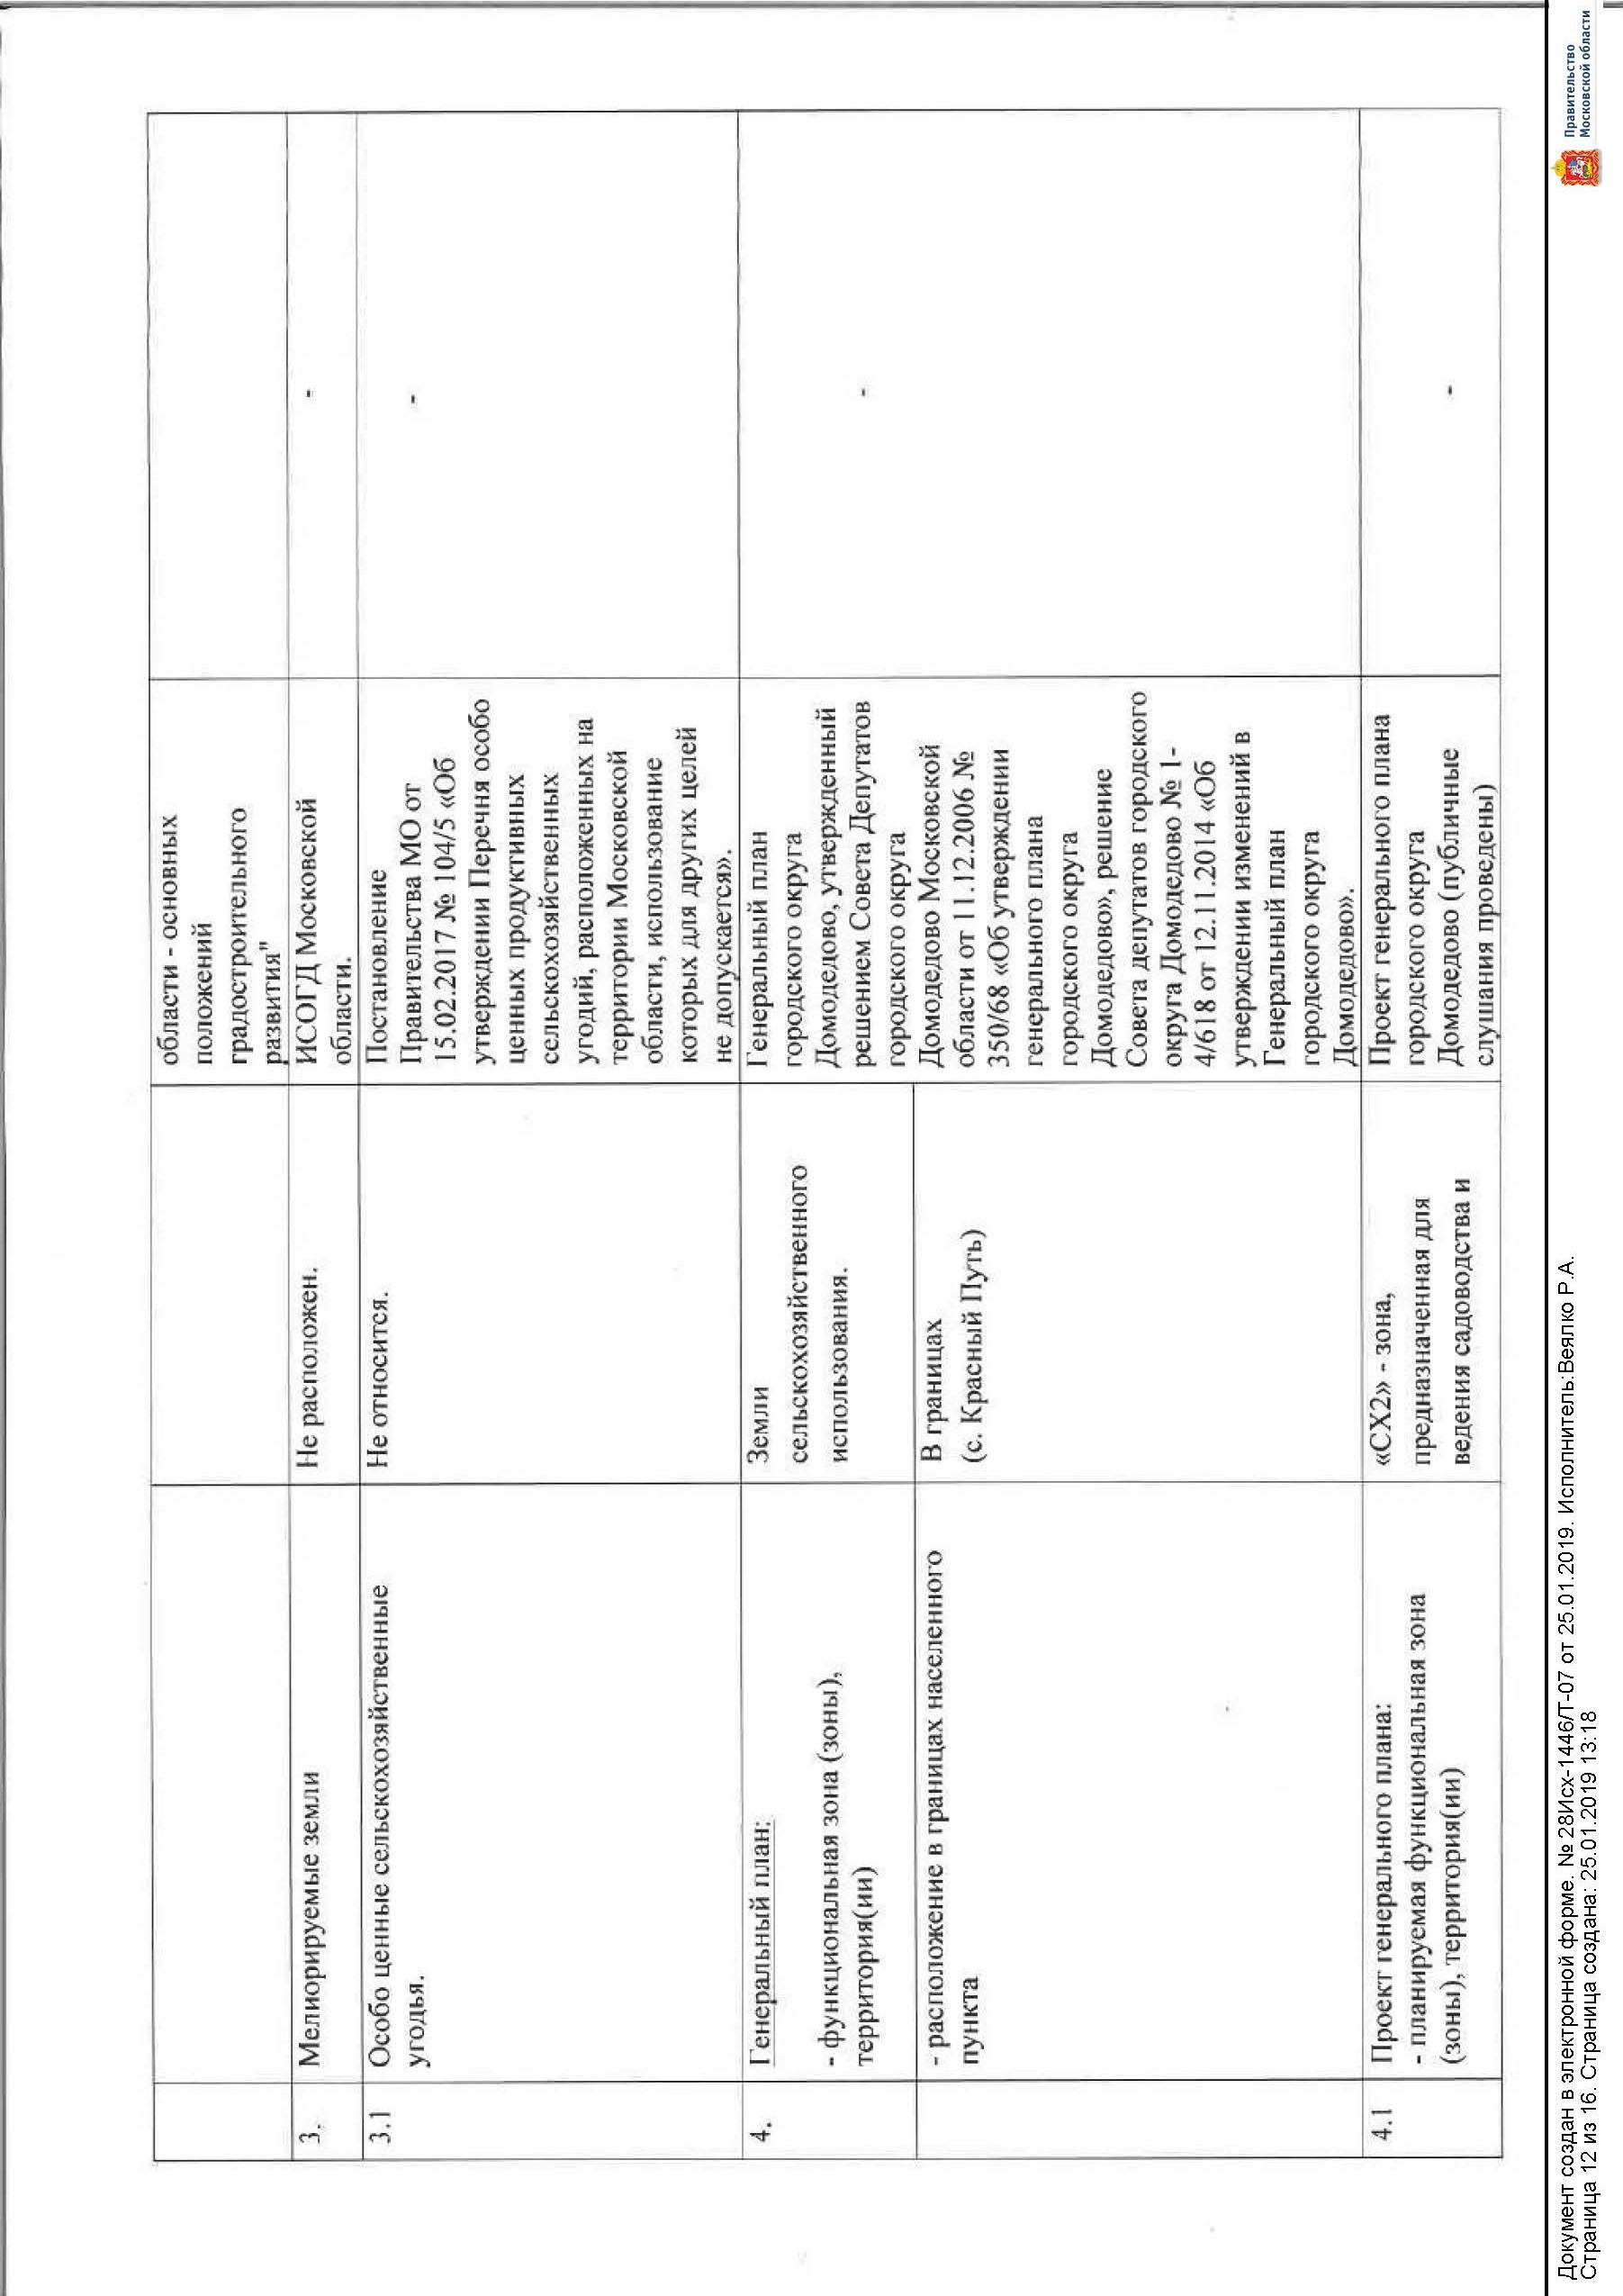 области - основных
положений
градостроительного
развития"
3.
Мелиорируемые земли
Не расположен.
ИСОГД Московской
области.
-
3.1
Особо ценные сельскохозяйственные
угодья.
Не относится.
Постановление
Правительства МО от
15.02.2017 № 104/5 «Об
утверждении Перечня особо
ценных продуктивных
сельскохозяйственных
угодий, расположенных на
территории Московской
области, использование
которых для других целей
не допускается».
-
4.
Генеральный план:
- функциональная зона (зоны),
территория(ии)
Земли
сельскохозяйственного
использования.
- расположение в границах населенного
пункта
В границах
(с. Красный Путь)
Генеральный план
городского округа
Домодедово, утвержденный
решением Совета Депутатов
городского округа
Домодедово Московской
области от 11.12.2006 №
350/68 «Об утверждении
генерального плана
городского округа
Домодедово», решение
Совета депутатов городского
округа Домодедово № 1-
4/618 от 12.11.2014 «Об
утверждении изменений в
Генеральный план
городского округа
Домодедово».
-
4.1
Проект генерального плана:
- планируемая функциональная зона
(зоны), территория(ии)
«СХ2» - зона,
предназначенная для
ведения садоводства и
Проект генерального плана
городского округа
Домодедово (публичные
слушания проведены)
-
Документ создан в электронной форме. № 28Исх-1446/Т-07 от 25.01.2019. Исполнитель:Веялко Р.А.
Страница 12 из 16. Страница создана: 25.01.2019 13:18
Правительство
Московской области